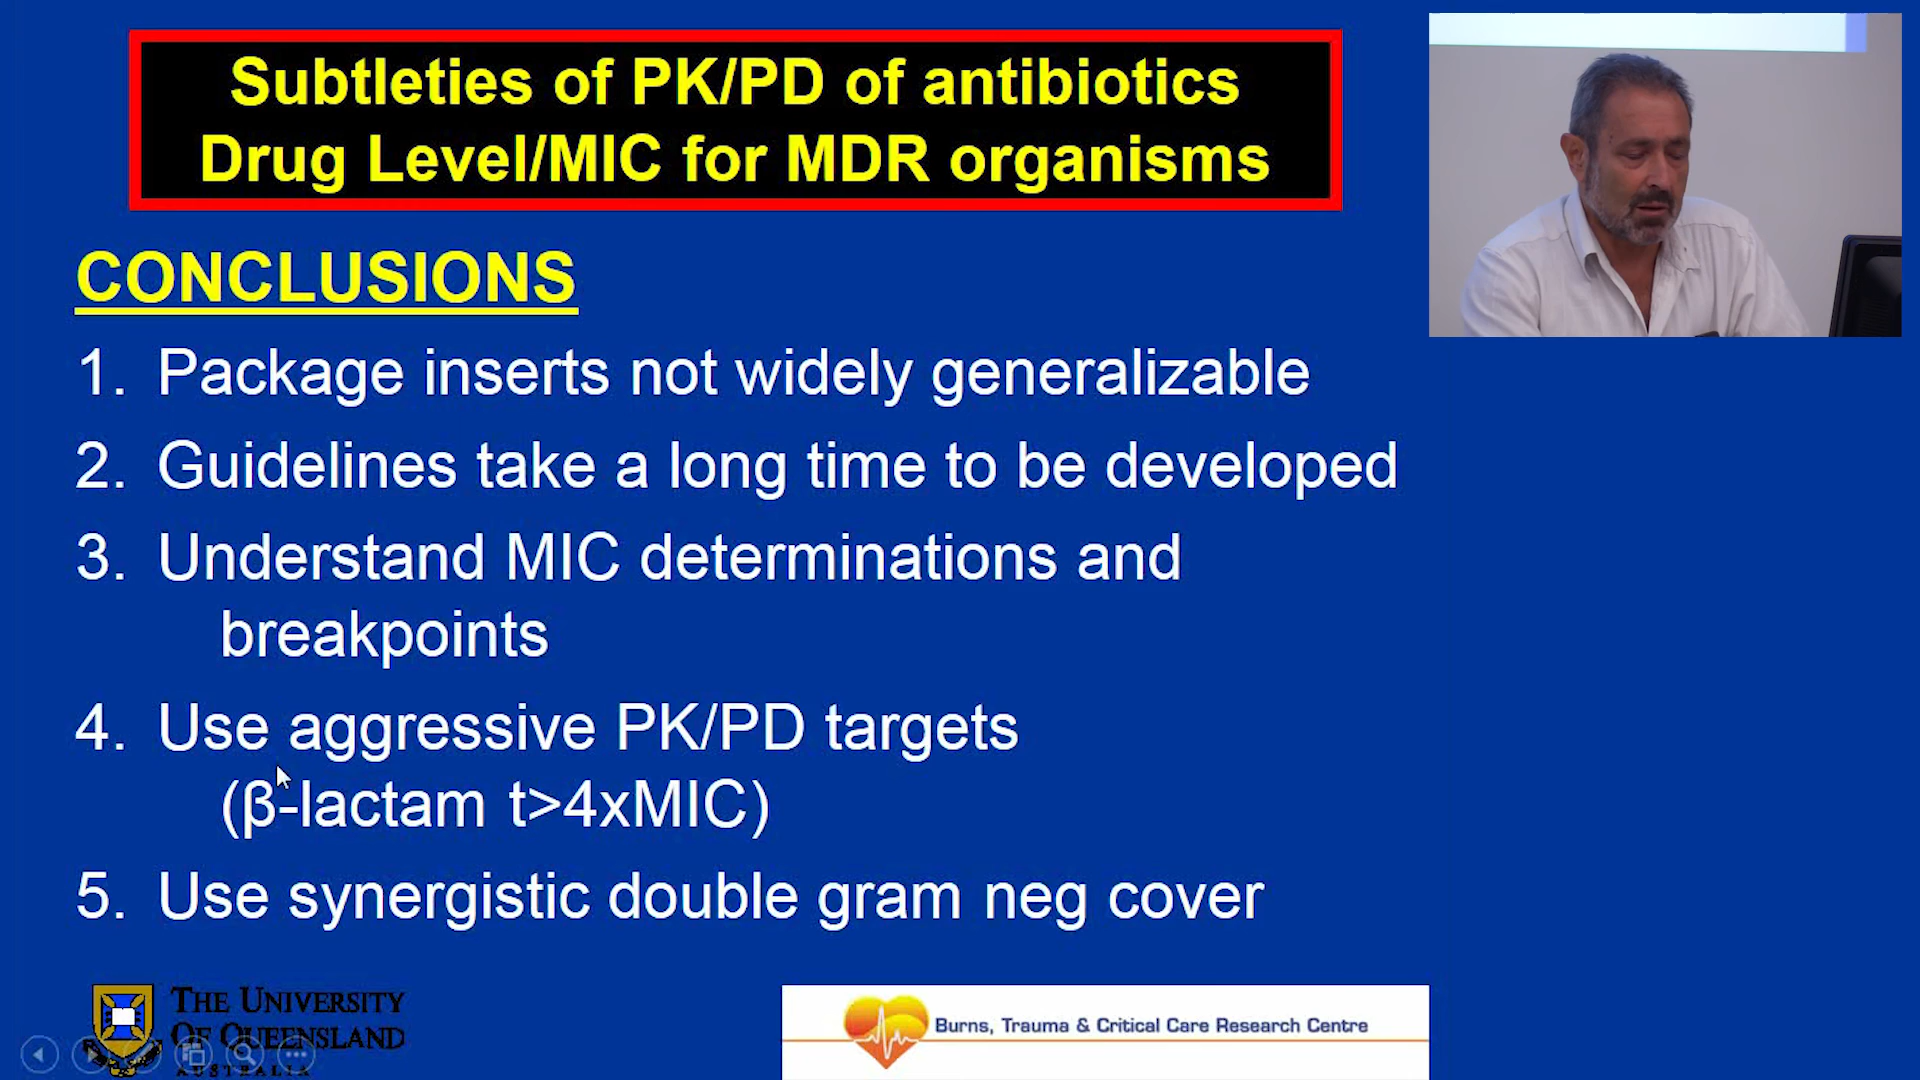 Subtleties of PK/PD of antibiotics
Drug Level/MIC for MDR organisms
CONCLUSIONS
1. Package inserts not widely generalizable
2. Guidelines take a long time to be developed
3. Understand MIC determinations and
breakpoints
4. Use aggressive PK/PD targets
(β-lactam t>4xMIC)
5. Use synergistic double gram neg cover
THE UNIVERSITY
OF QUEENSLAND
AUSTRALIA
Burns, Trauma & Critical Care Research Centre